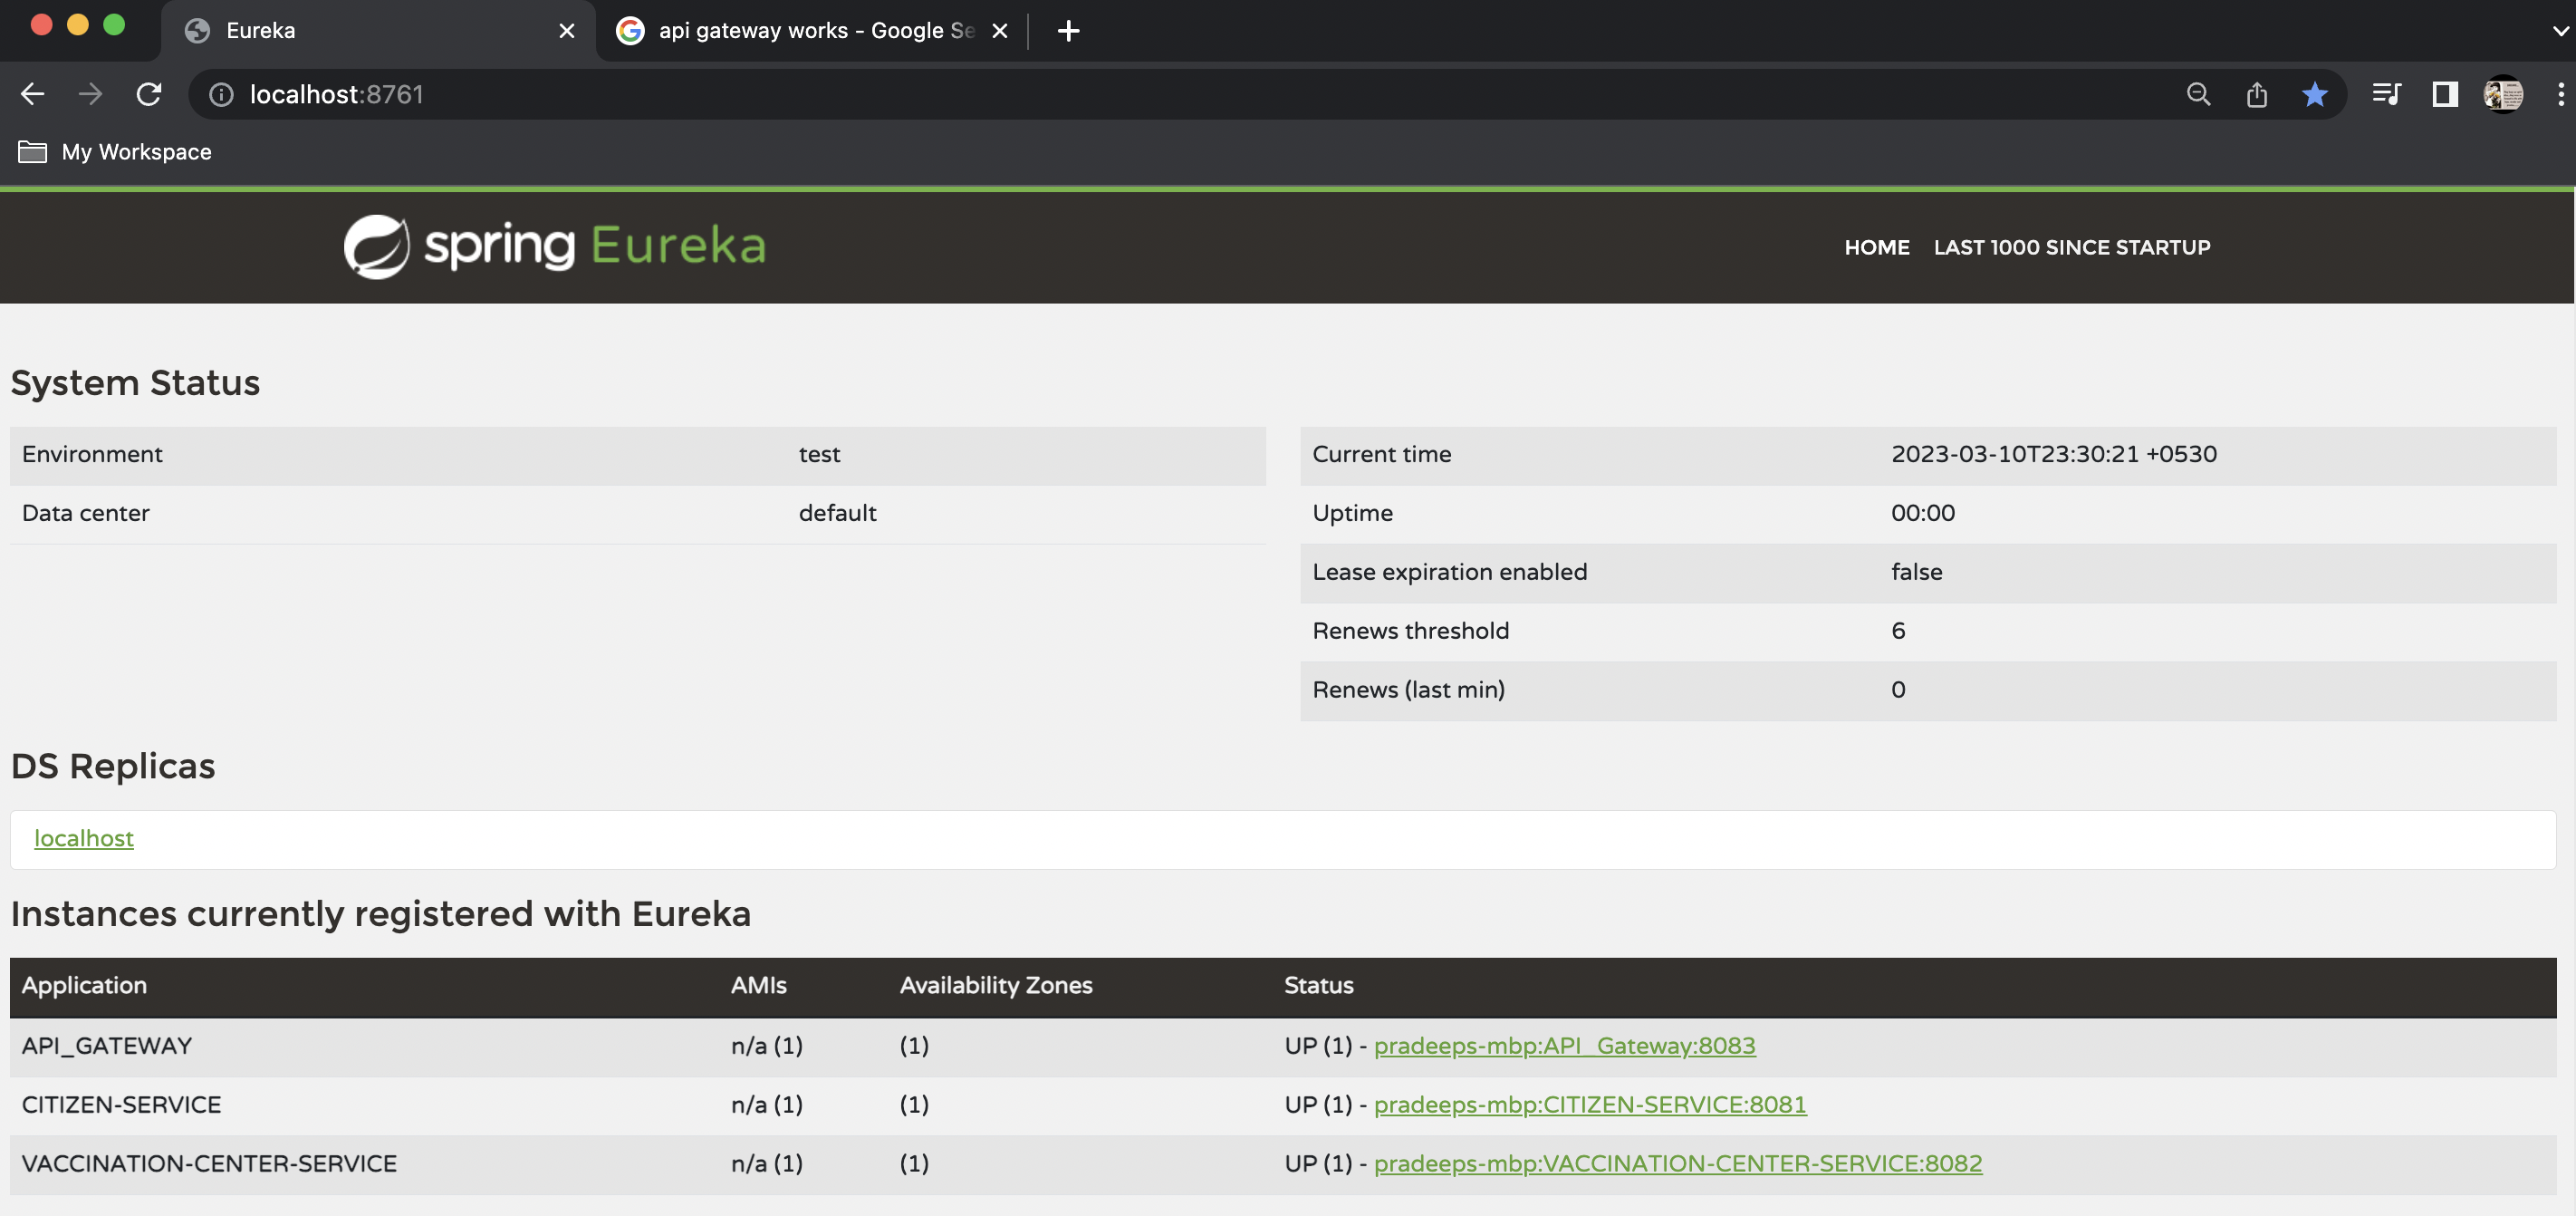 Eureka
api gateway works - Google Se
localhost:8761
My Workspace
spring Eureka
HOME LAST 1000 SINCE STARTUP
System Status
Environment test
Data center default
Current time 2023-03-10T23:30:21 +0530
Uptime 00:00
Lease expiration enabled false
Renews threshold 6
Renews (last min) 0
DS Replicas
localhost
Instances currently registered with Eureka
Application AMIs Availability Zones Status
API_GATEWAY n/a (1) (1) UP (1) - pradeeps-mbp:API_Gateway:8083
CITIZEN-SERVICE n/a (1) (1) UP (1) - pradeeps-mbp:CITIZEN-SERVICE:8081
VACCINATION-CENTER-SERVICE n/a (1) (1) UP (1) - pradeeps-mbp:VACCINATION-CENTER-SERVICE:8082